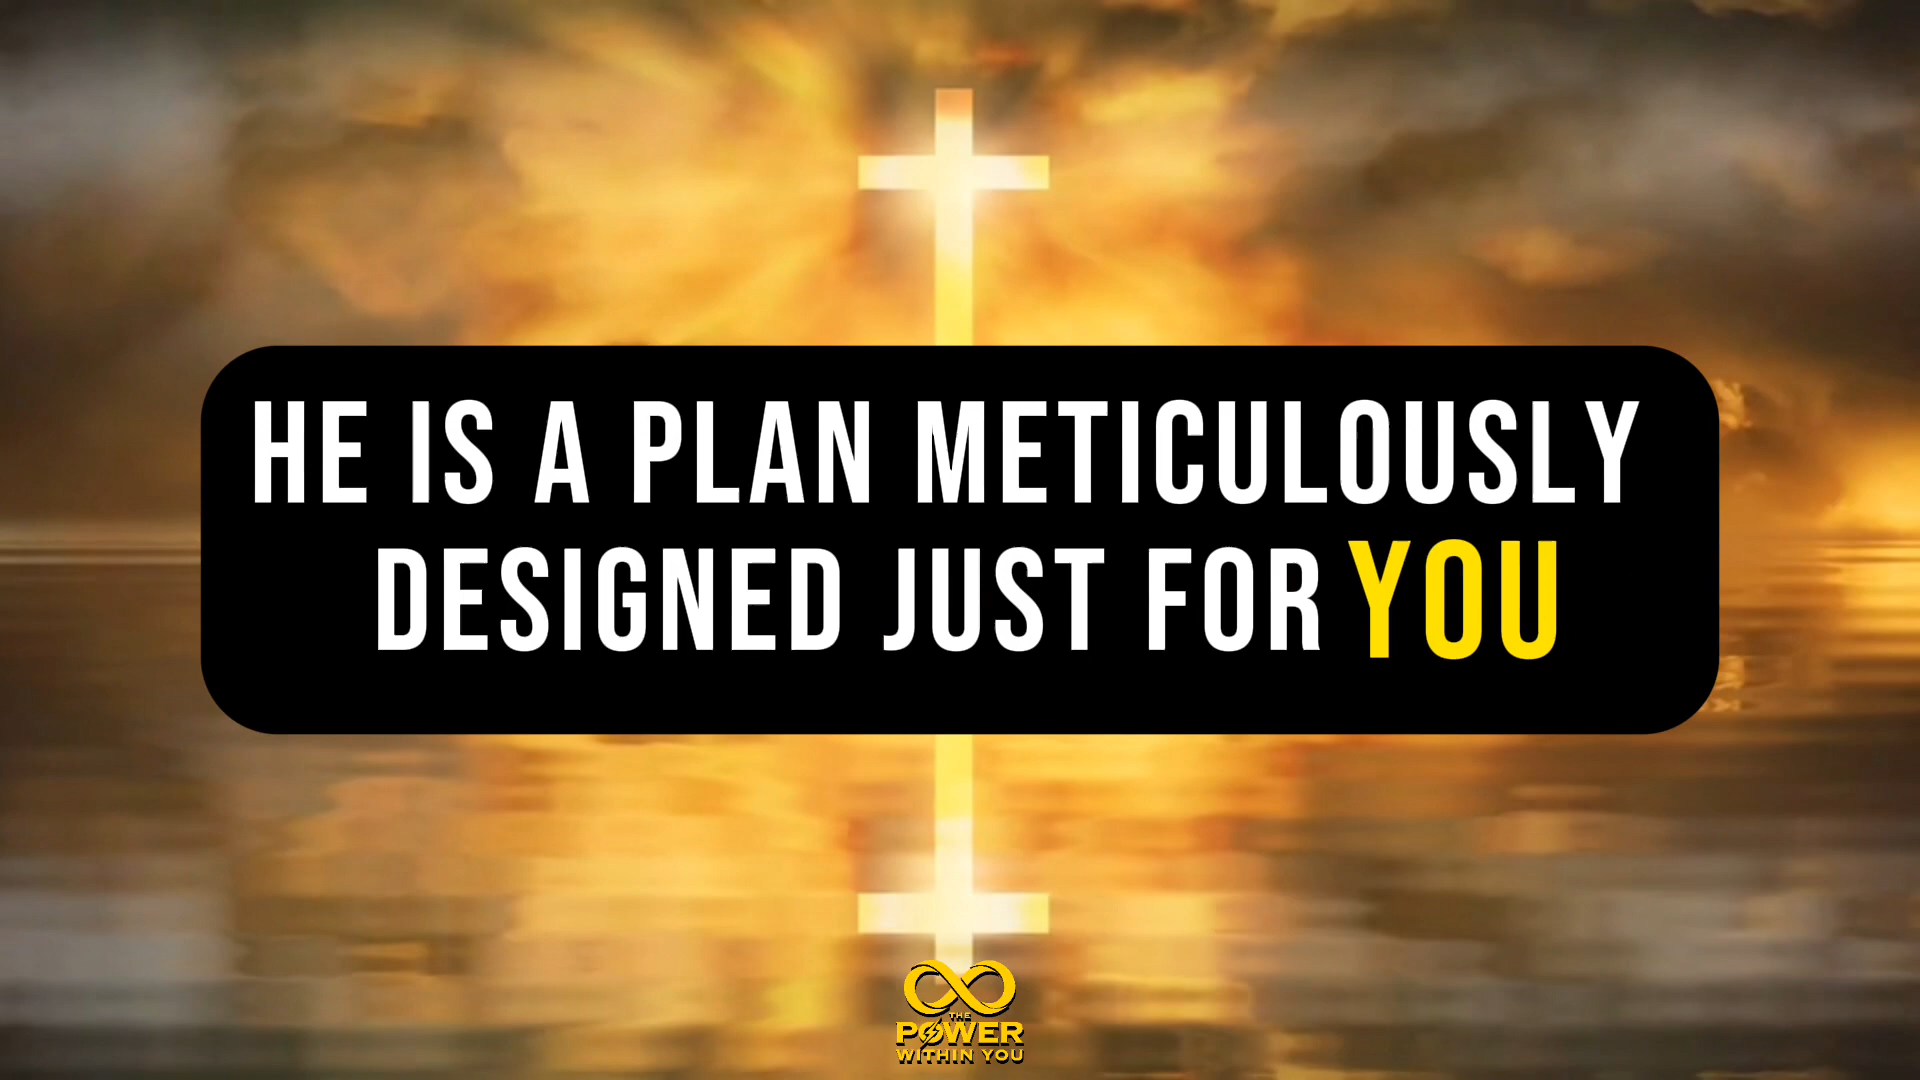 HE IS A PLAN METICULOUSLY
DESIGNED JUST FOR YOU
THE
POWER
WITHIN YOU